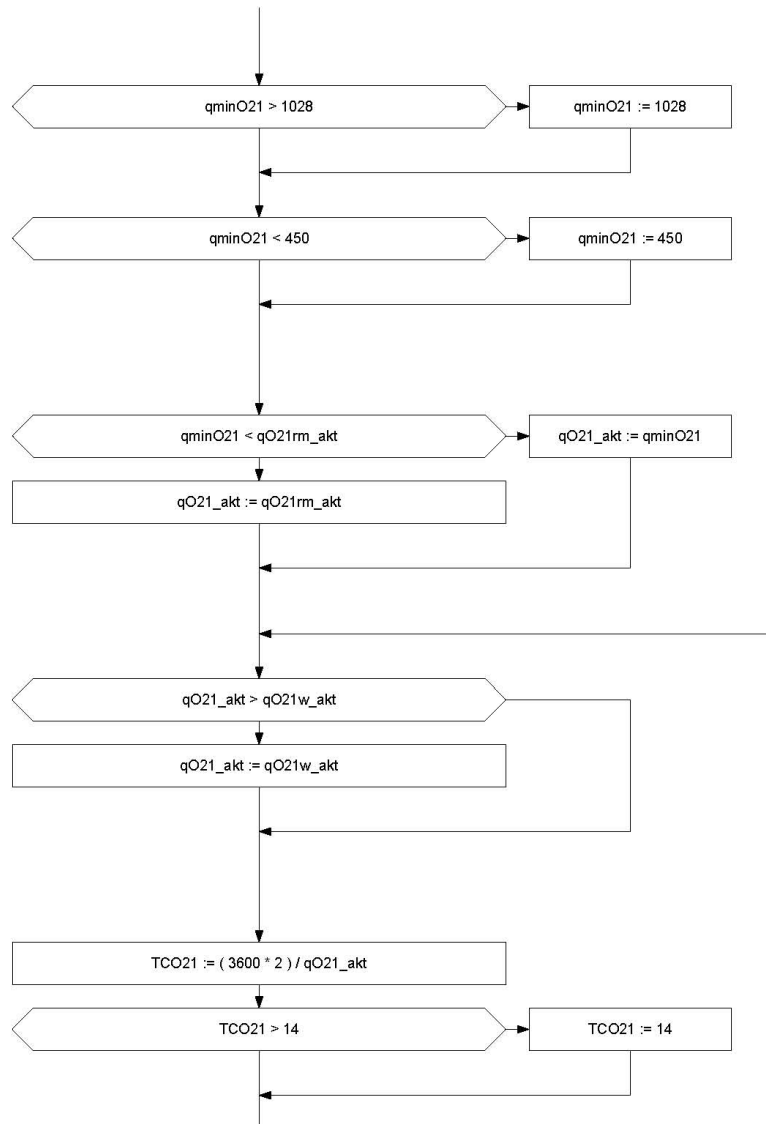 qminO21 > 1028
qminO21 := 1028
qminO21 < 450
qminO21 := 450
qminO21 < qO21rm_akt
qO21_akt := qminO21
qO21_akt := qO21rm_akt
qO21_akt > qO21w_akt
qO21_akt := qO21w_akt
TCO21 := ( 3600 * 2 ) / qO21_akt
TCO21 > 14
TCO21 := 14